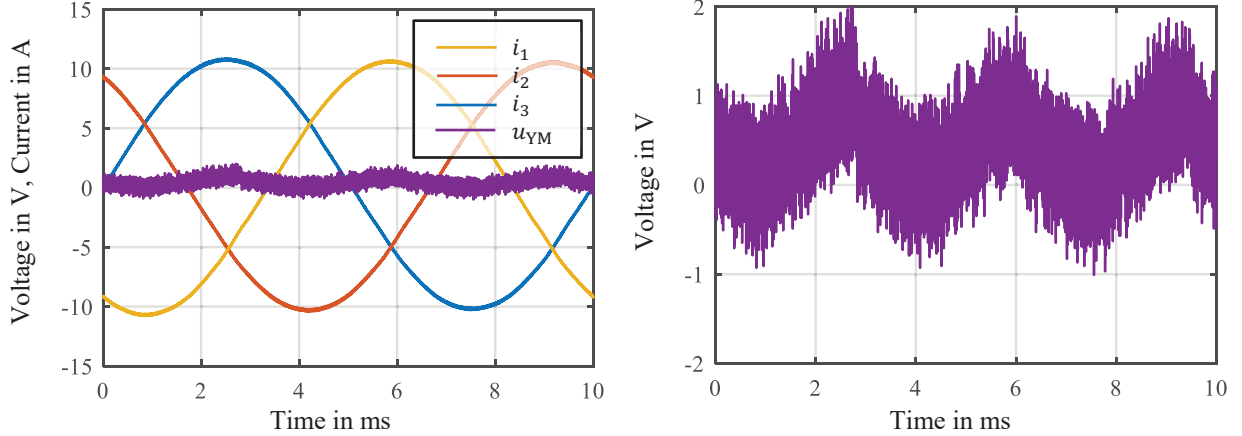 Voltage in V, Current in A
15
10
5
0
-5
-10
-15
i1
i2
i3
uYM
0 2 4 6 8 10
Time in ms
Voltage in V
2
1
0
-1
-2
0 2 4 6 8 10
Time in ms